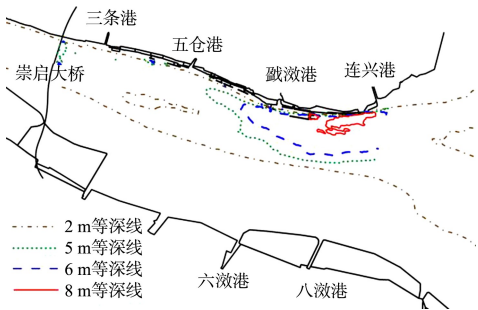 三条港
五仓港
崇启大桥
戤滧港
连兴港
2 m等深线
5 m等深线
6 m等深线
8 m等深线
六滧港
八滧港